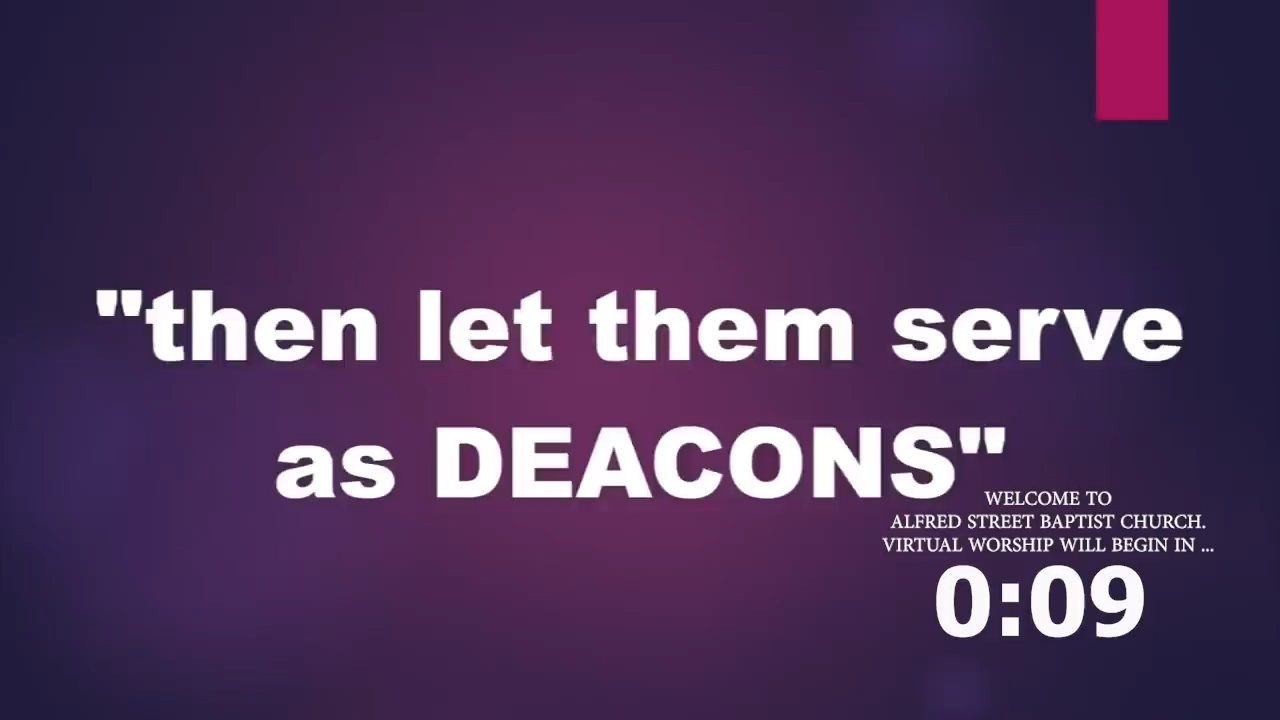 "then let them serve
as DEACONS"
WELCOME TO
ALFRED STREET BAPTIST CHURCH.
VIRTUAL WORSHIP WILL BEGIN IN ...
0:09